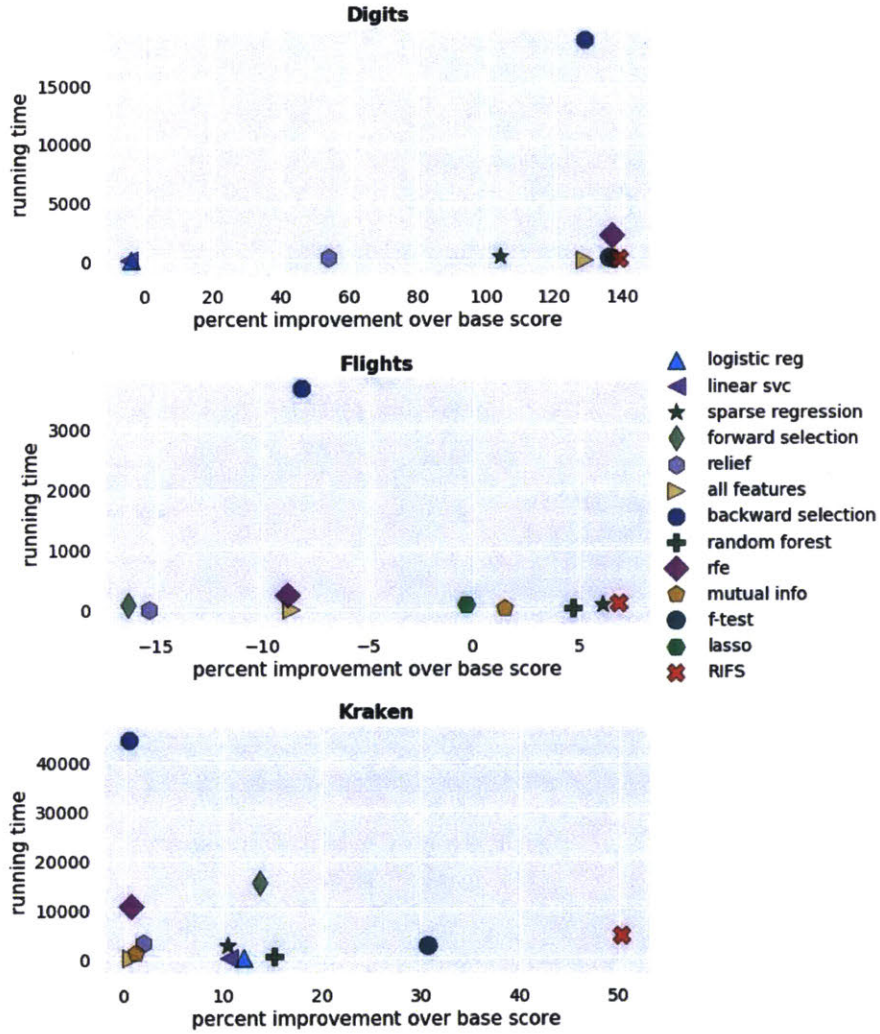 Digits
15000
10000
5000
0
running time
0 20 40 60 80 100 120 140
percent improvement over base score
Flights
3000
2000
1000
0
running time
−15 −10 −5 0 5
percent improvement over base score
logistic reg
linear svc
sparse regression
forward selection
relief
all features
backward selection
random forest
rfe
mutual info
f-test
lasso
RIFS
Kraken
40000
30000
20000
10000
0
running time
0 10 20 30 40 50
percent improvement over base score